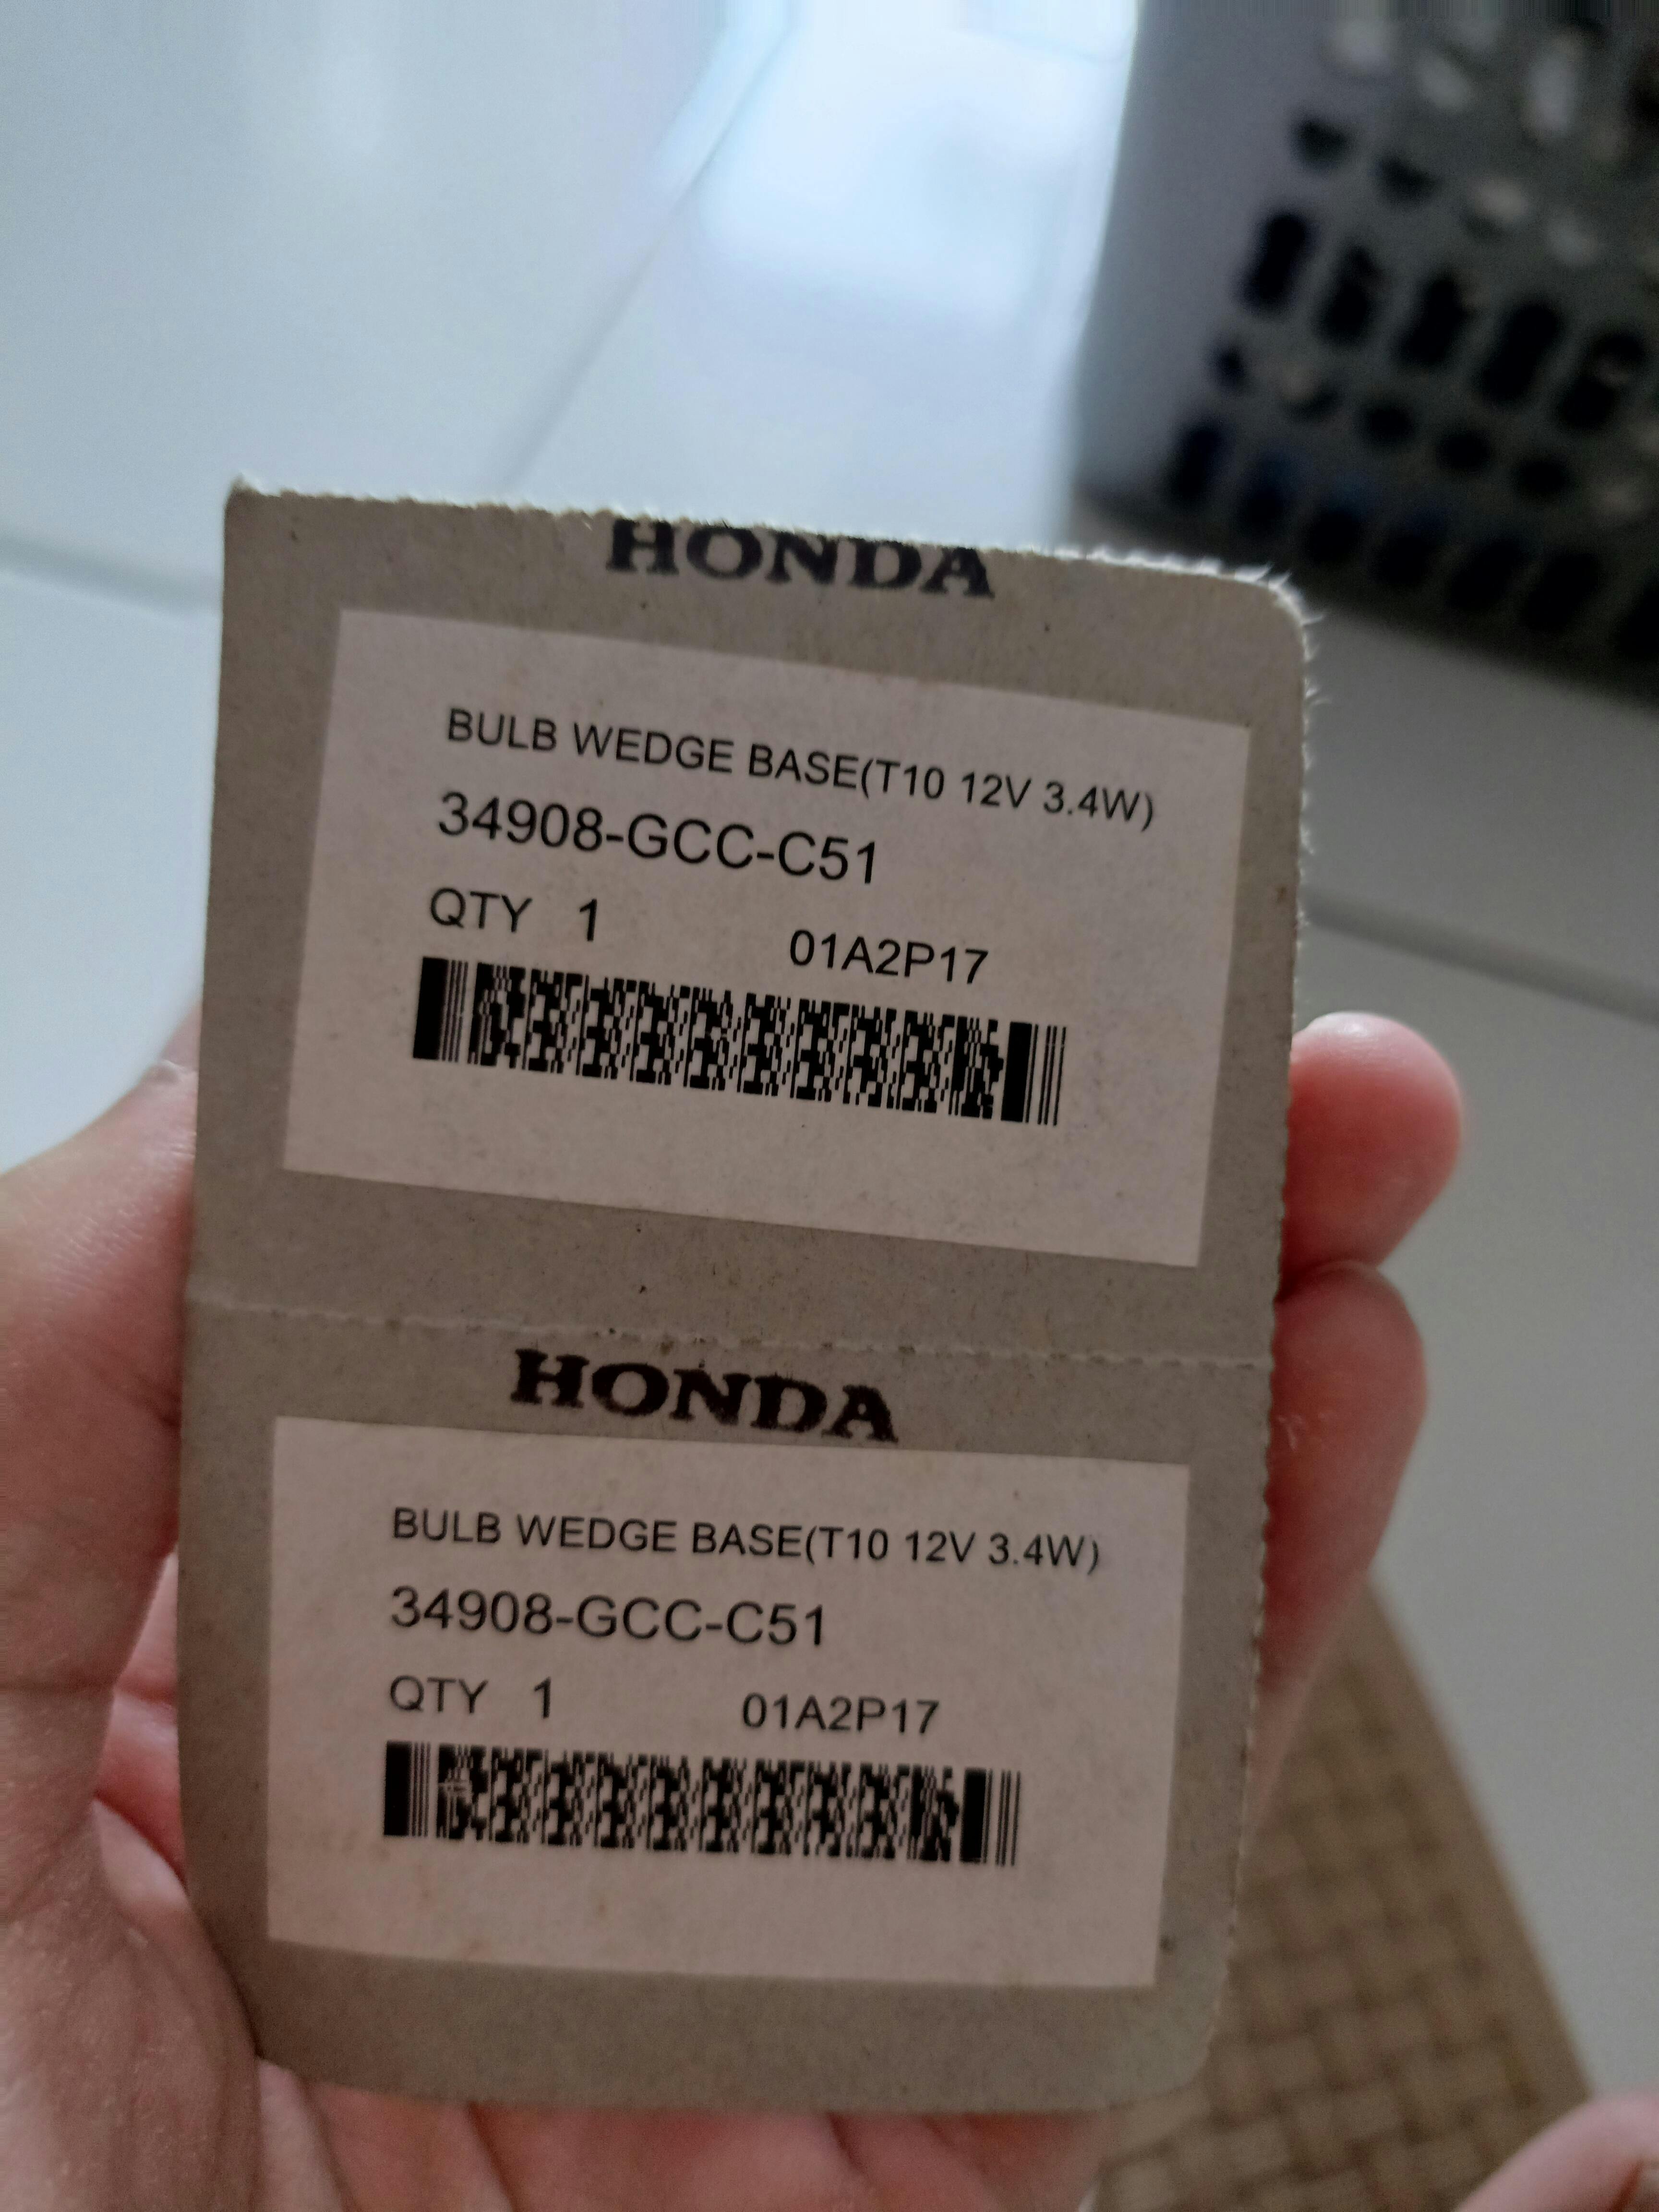 HONDA
BULB WEDGE BASE(T10 12V 3.4W)
34908-GCC-C51
QTY 1 01A2P17
HONDA
BULB WEDGE BASE(T10 12V 3.4W)
34908-GCC-C51
QTY 1 01A2P17